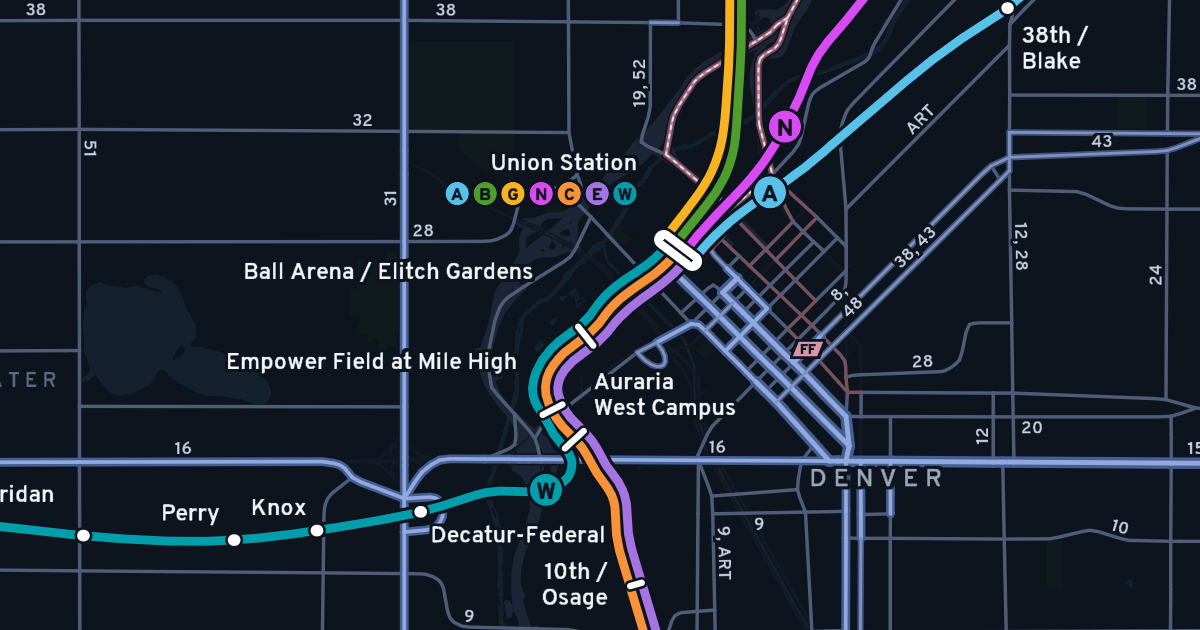 38
38
38th /
Blake
19, 52
38
ART
32
N
43
51
Union Station
A B G N C E W
A
31
28
12, 28
38, 43
Ball Arena / Elitch Gardens
24
8,
48
FF
Empower Field at Mile High
28
ATER
Auraria
West Campus
16
16
12
20
15
DENVER
ridan
W
Perry
Knox
Decatur-Federal
9
10
9, ART
10th /
Osage
9